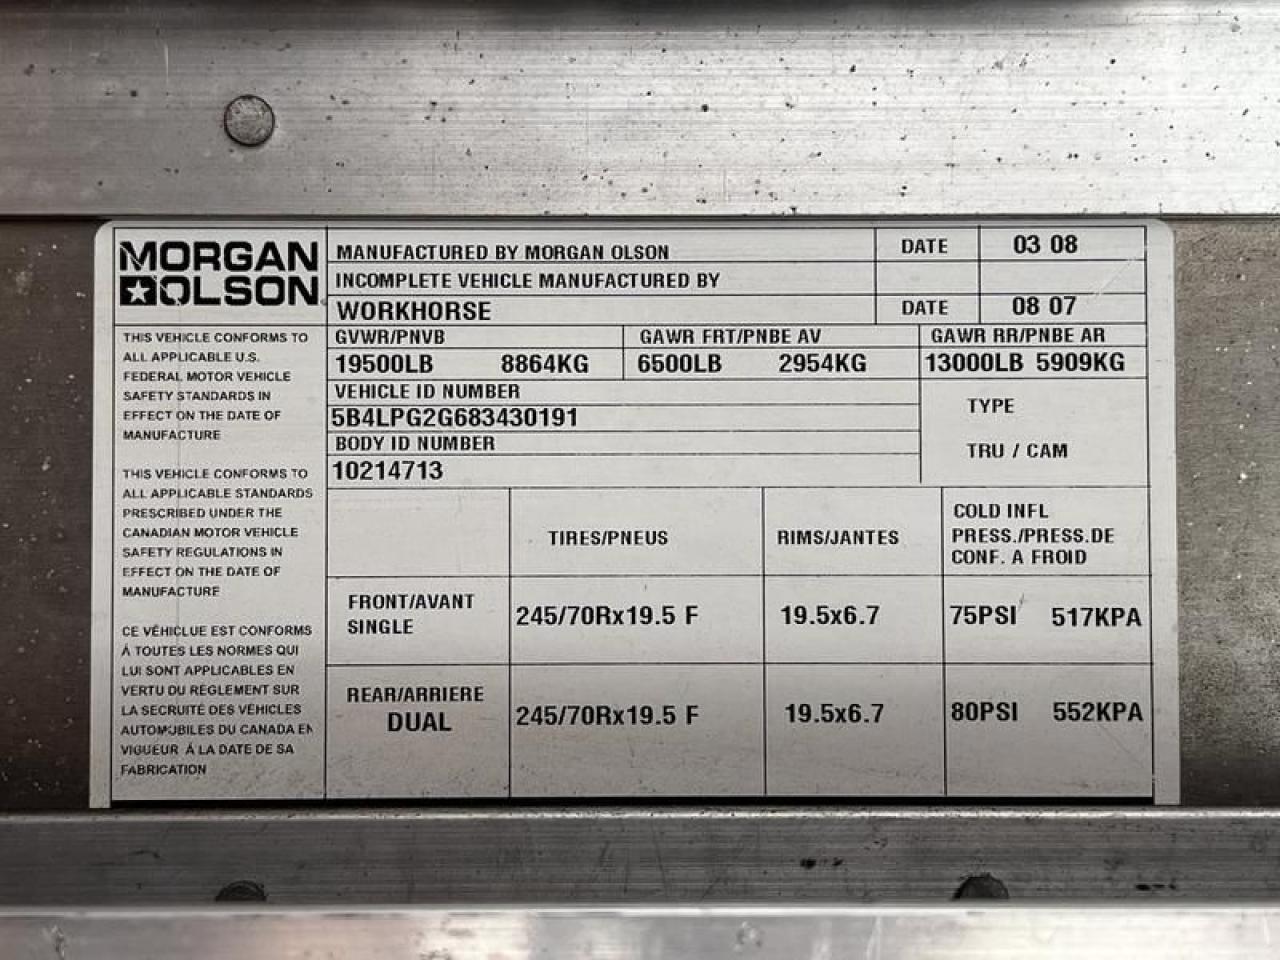 MORGAN
OLSON
MANUFACTURED BY MORGAN OLSON DATE 03 08
INCOMPLETE VEHICLE MANUFACTURED BY
WORKHORSE DATE 08 07
GVWR/PNVB GAWR FRT/PNBE AV GAWR RR/PNBE AR
19500LB 8864KG 6500LB 2954KG 13000LB 5909KG
VEHICLE ID NUMBER
5B4LPG2G683430191
BODY ID NUMBER
10214713
TYPE
TRU / CAM
THIS VEHICLE CONFORMS TO
ALL APPLICABLE U.S.
FEDERAL MOTOR VEHICLE
SAFETY STANDARDS IN
EFFECT ON THE DATE OF
MANUFACTURE
THIS VEHICLE CONFORMS TO
ALL APPLICABLE STANDARDS
PRESCRIBED UNDER THE
CANADIAN MOTOR VEHICLE
SAFETY REGULATIONS IN
EFFECT ON THE DATE OF
MANUFACTURE
CE VÉHICLUE EST CONFORMS
Á TOUTES LES NORMES QUI
LUI SONT APPLICABLES EN
VERTU DU RÈGLEMENT SUR
LA SECRUITÉ DES VÉHICLES
AUTOMOBILES DU CANADA EN
VIGUEUR Á LA DATE DE SA
FABRICATION
TIRES/PNEUS RIMS/JANTES
COLD INFL
PRESS./PRESS.DE
CONF. A FROID
FRONT/AVANT
SINGLE
245/70Rx19.5 F 19.5x6.7 75PSI 517KPA
REAR/ARRIERE
DUAL
245/70Rx19.5 F 19.5x6.7 80PSI 552KPA